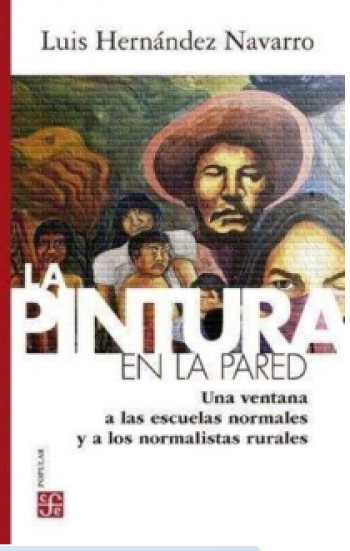 Luis Hernández Navarro
LA
PINTURA
EN LA PARED
Una ventana
a las escuelas normales
y a los normalistas rurales
POPULAR